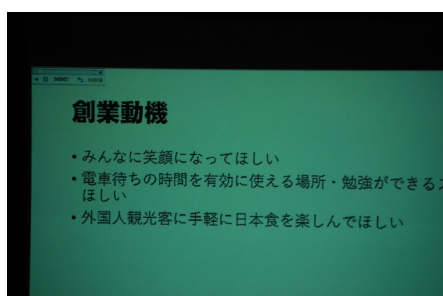 創業動機
・みんなに笑顔になってほしい
・電車待ちの時間を有効に使える場所・勉強ができる
ほしい
・外国人観光客に手軽に日本食を楽しんでほしい